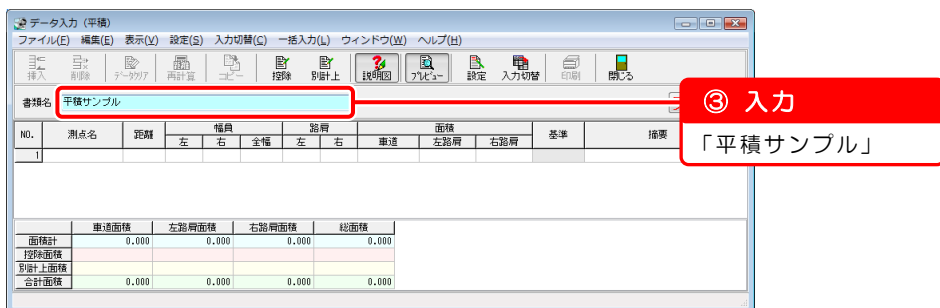 データ入力 (平積)
ファイル(F) 編集(E) 表示(V) 設定(S) 入力切替(C) 一括入力(L) ウィンドウ(W) ヘルプ(H)
挿入 削除 データクリア 再計算 コピー 控除 別計上 説明図 プレビュー 設定 入力切替 印刷 閉じる
書類名 平積サンプル
③ 入力
「平積サンプル」
NO. 測点名 距離 幅員 路肩 面積 基準 摘要
左 右 全幅 左 右 車道 左路肩 右路肩
1
車道面積 左路肩面積 右路肩面積 総面積
面積計 0.000 0.000 0.000 0.000
控除面積
別計上面積
合計面積 0.000 0.000 0.000 0.000